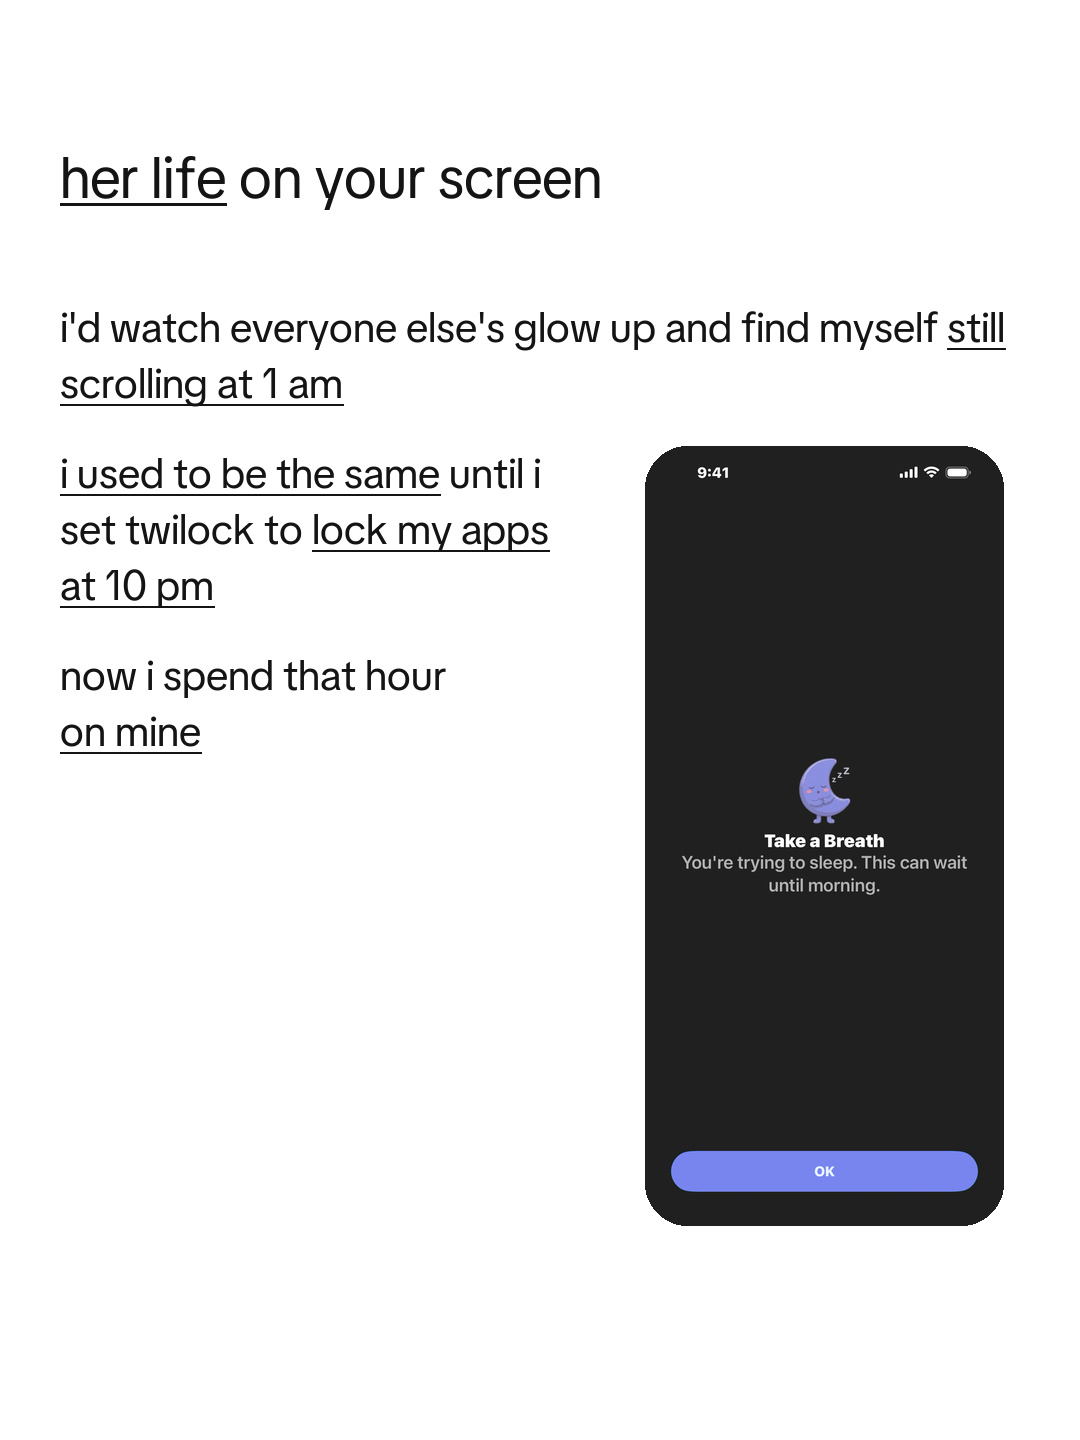 her life on your screen
i'd watch everyone else's glow up and find myself still
scrolling at 1 am
i used to be the same until i
set twilock to lock my apps
at 10 pm
now i spend that hour
on mine
9:41
z z z
Take a Breath
You're trying to sleep. This can wait
until morning.
OK